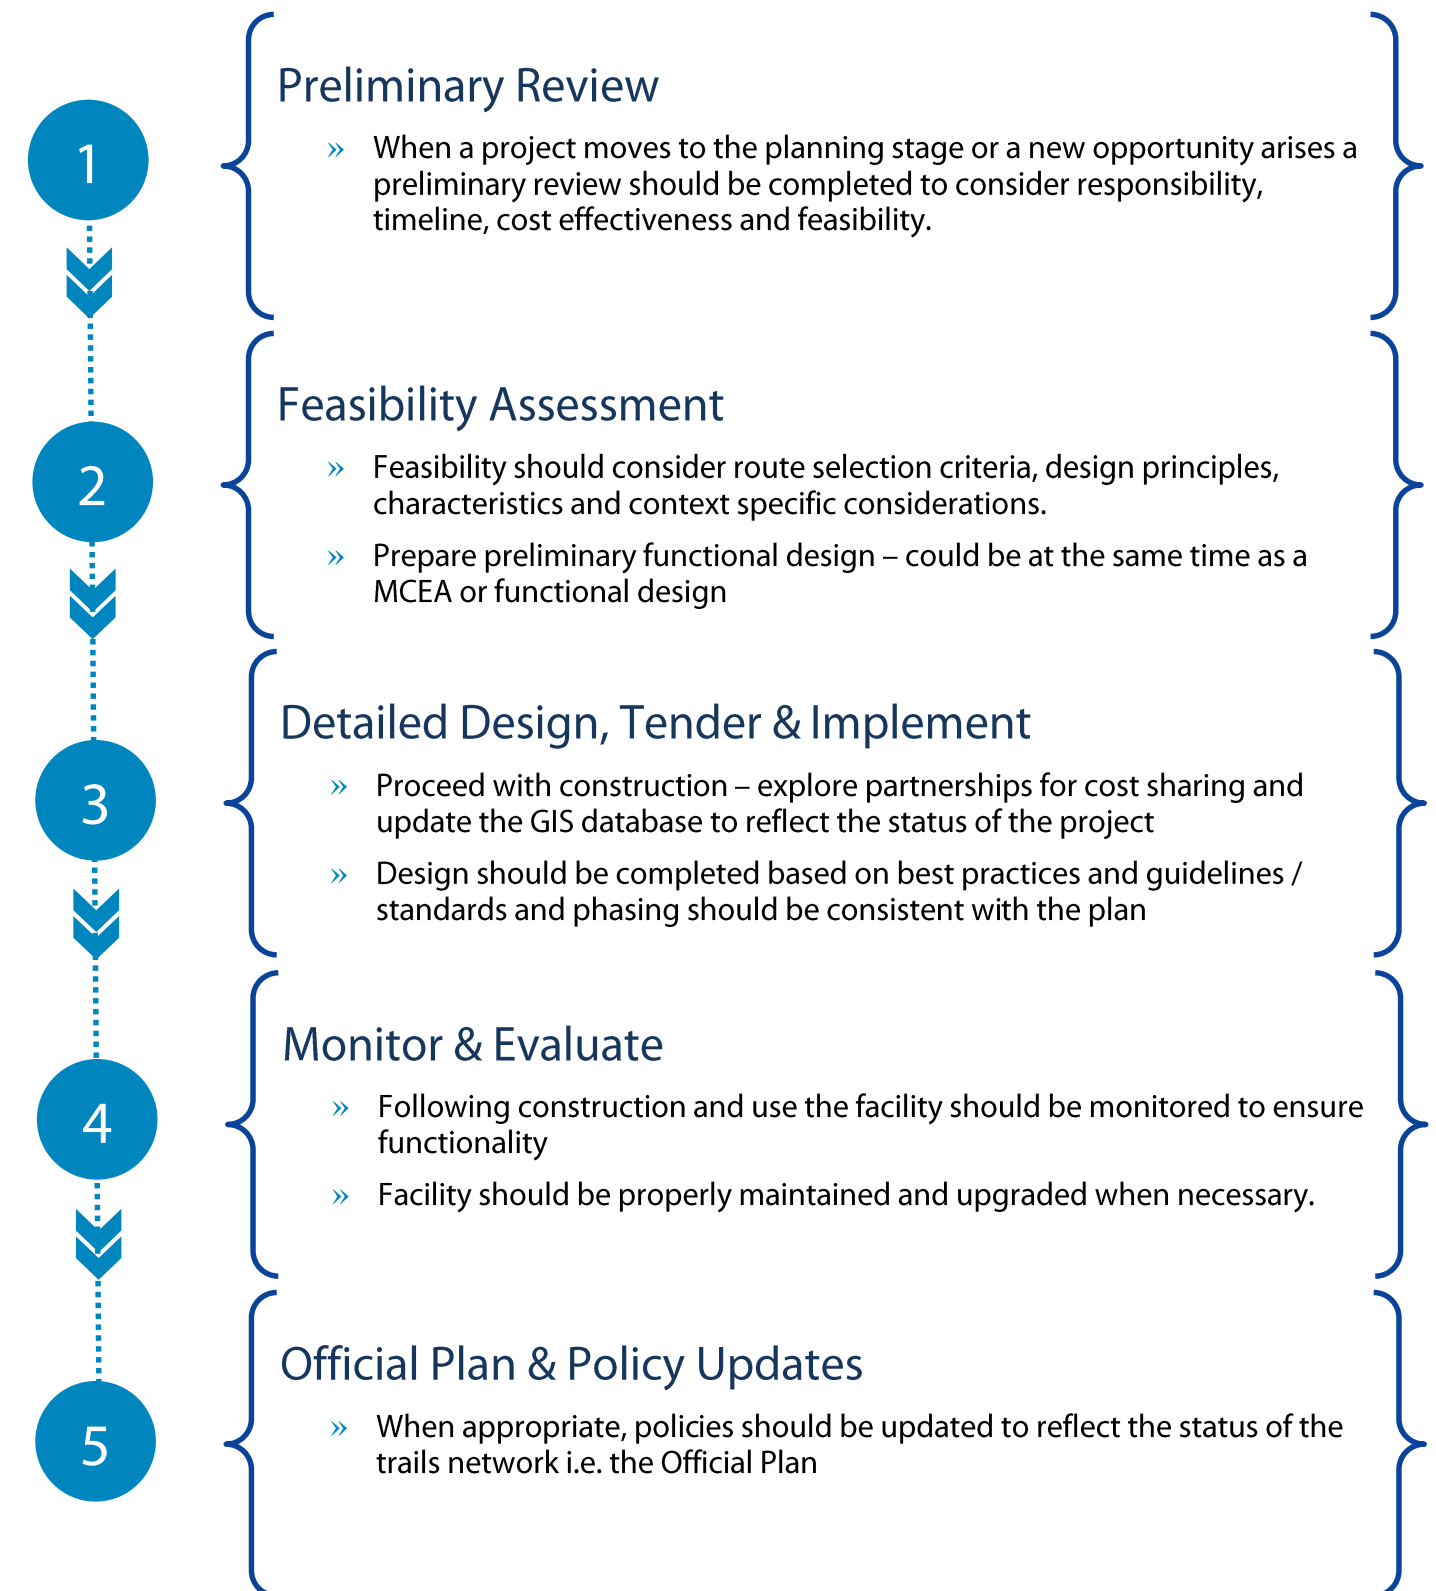 1
Preliminary Review
» When a project moves to the planning stage or a new opportunity arises a
preliminary review should be completed to consider responsibility,
timeline, cost effectiveness and feasibility.
2
Feasibility Assessment
» Feasibility should consider route selection criteria, design principles,
characteristics and context specific considerations.
» Prepare preliminary functional design – could be at the same time as a
MCEA or functional design
3
Detailed Design, Tender & Implement
» Proceed with construction – explore partnerships for cost sharing and
update the GIS database to reflect the status of the project
» Design should be completed based on best practices and guidelines /
standards and phasing should be consistent with the plan
4
Monitor & Evaluate
» Following construction and use the facility should be monitored to ensure
functionality
» Facility should be properly maintained and upgraded when necessary.
5
Official Plan & Policy Updates
» When appropriate, policies should be updated to reflect the status of the
trails network i.e. the Official Plan